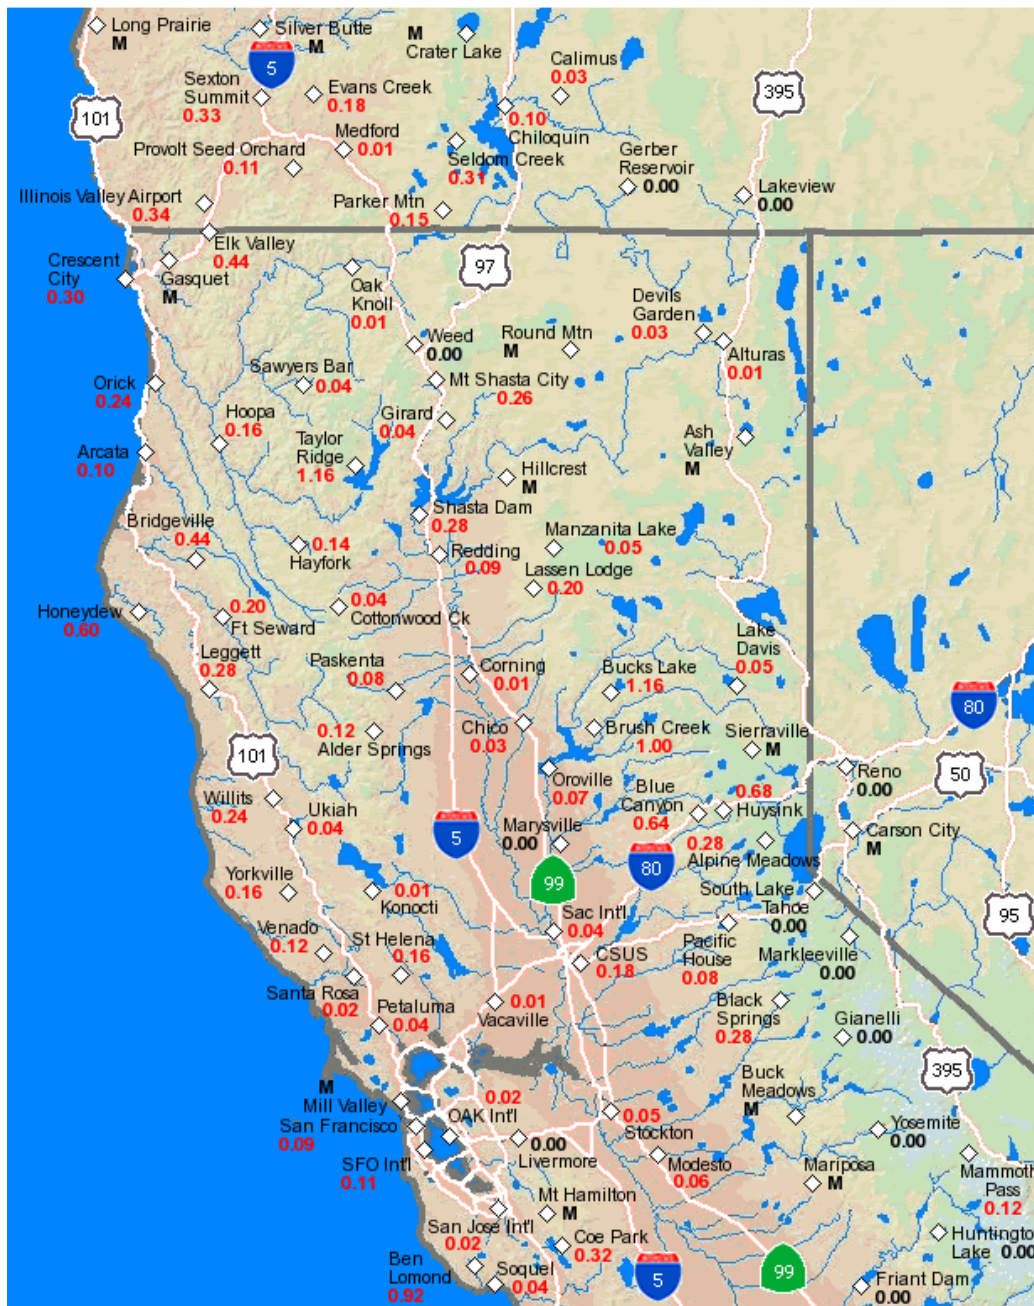 Long Prairie
M
Silver Butte
M
M
Crater Lake
Calimus
0.03
5
395
101
Sexton
Summit
0.33
Evans Creek
0.18
0.10
Chiloquin
Medford
0.01
Provolt Seed Orchard
0.11
Seldom Creek
0.31
Gerber
Reservoir
0.00
Lakeview
0.00
Illinois Valley Airport
0.34
Parker Mtn
0.15
Elk Valley
0.44
Crescent
City
0.30
Gasquet
M
97
Oak
Knoll
0.01
Devils
Garden
0.03
Weed
0.00
Round Mtn
M
Alturas
0.01
Sawyers Bar
0.04
Mt Shasta City
0.26
Orick
0.24
Hoopa
0.16
Girard
0.04
Taylor
Ridge
1.16
Ash
Valley
M
Arcata
0.10
Hillcrest
M
Shasta Dam
0.28
Bridgeville
0.44
0.14
Hayfork
Manzanita Lake
0.05
Redding
0.09
Lassen Lodge
0.20
Honeydew
0.60
0.20
Ft Seward
0.04
Cottonwood Ck
Lake
Davis
0.05
Leggett
0.28
Paskenta
0.08
Corning
0.01
Bucks Lake
1.16
80
0.12
Alder Springs
Chico
0.03
Brush Creek
1.00
Sierraville
M
101
Oroville
0.07
Reno
0.00
50
Willits
0.24
Ukiah
0.04
Blue
Canyon
0.64
0.68
Huysink
5
Marysville
0.00
0.28
Alpine Meadows
Carson City
M
80
99
Yorkville
0.16
0.01
Konocti
South Lake
Tahoe
0.00
95
Venado
0.12
St Helena
0.16
Sac Int'l
0.04
CSUS
0.18
Pacific
House
0.08
Markleeville
0.00
Santa Rosa
0.02
Petaluma
0.04
0.01
Vacaville
Black
Springs
0.28
Gianelli
0.00
395
M
Mill Valley
San Francisco
0.09
0.02
OAK Int'l
0.05
Stockton
Buck
Meadows
M
Yosemite
0.00
SFO Int'l
0.11
0.00
Livermore
Modesto
0.06
Mariposa
M
Mammoth
Pass
0.12
Mt Hamilton
M
San Jose Int'l
0.02
Coe Park
0.32
Huntington
Lake 0.00
Ben
Lomond
0.92
Soquel
0.04
5
99
Friant Dam
0.00